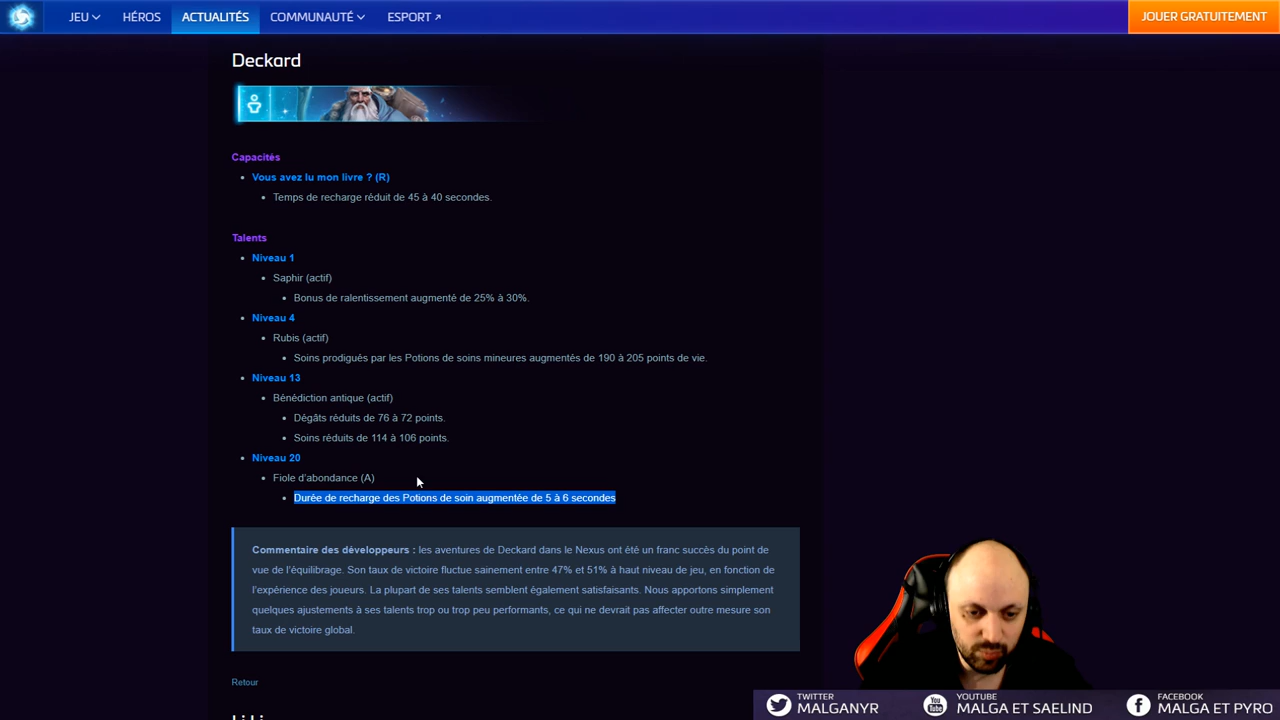 JEU HÉROS ACTUALITÉS COMMUNAUTÉ ESPORT JOUER GRATUITEMENT
Deckard
Capacités
Vous avez lu mon livre ? (R)
Temps de recharge réduit de 45 à 40 secondes.
Talents
Niveau 1
Saphir (actif)
Bonus de ralentissement augmenté de 25% à 30%.
Niveau 4
Rubis (actif)
Soins prodigués par les Potions de soins mineures augmentés de 190 à 205 points de vie.
Niveau 13
Bénédiction antique (actif)
Dégâts réduits de 76 à 72 points.
Soins réduits de 114 à 106 points.
Niveau 20
Fiole d'abondance (A)
Durée de recharge des Potions de soin augmentée de 5 à 6 secondes
Commentaire des développeurs : les aventures de Deckard dans le Nexus ont été un franc succès du point de
vue de l'équilibrage. Son taux de victoire fluctue sainement entre 47% et 51% à haut niveau de jeu, en fonction de
l'expérience des joueurs. La plupart de ses talents semblent également satisfaisants. Nous apportons simplement
quelques ajustements à ses talents trop ou trop peu performants, ce qui ne devrait pas affecter outre mesure son
taux de victoire global.
Retour
TWITTER
MALGANYR
YOUTUBE
MALGA ET SAELIND
FACEBOOK
MALGA ET PYRO